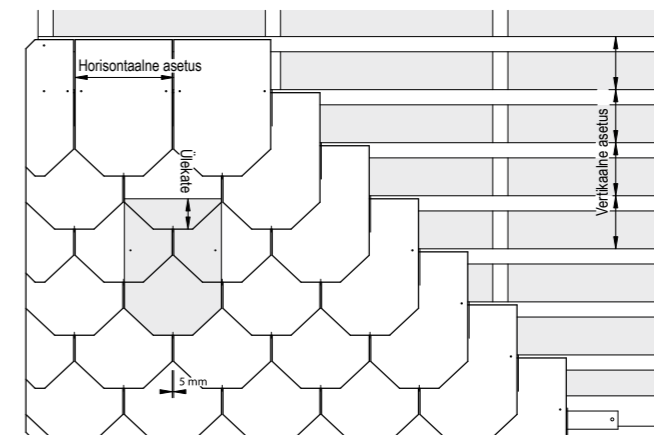 Horisontaalne asetus
Ülekate
Vertikaalne asetus
5 mm